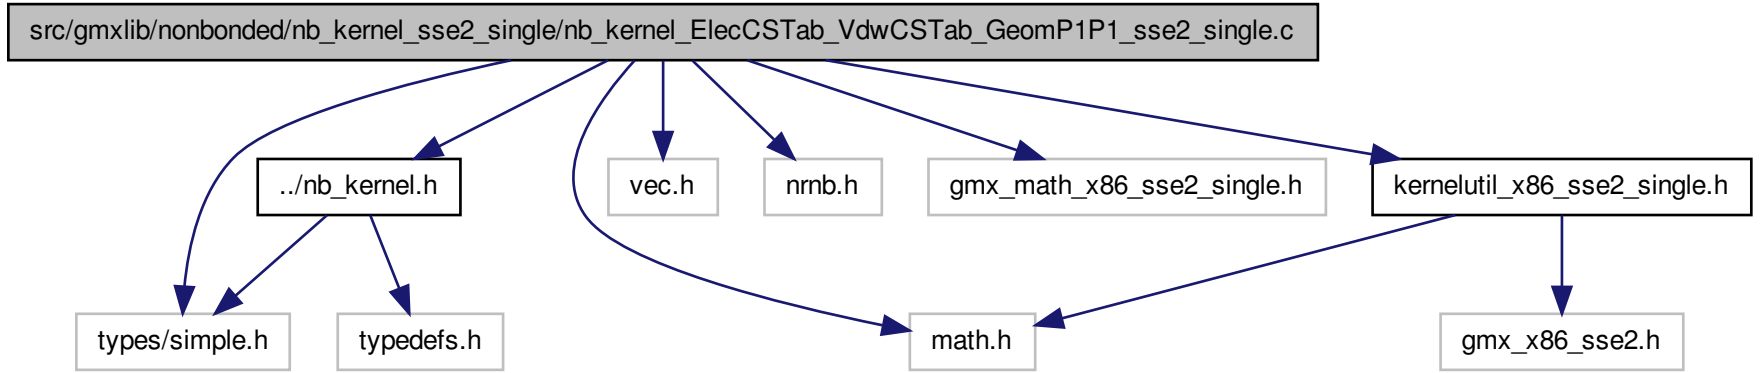 src/gmxlib/nonbonded/nb_kernel_sse2_single/nb_kernel_ElecCSTab_VdwCSTab_GeomP1P1_sse2_single.c
../nb_kernel.h
vec.h
nrnb.h
gmx_math_x86_sse2_single.h
kernelutil_x86_sse2_single.h
types/simple.h
typedefs.h
math.h
gmx_x86_sse2.h